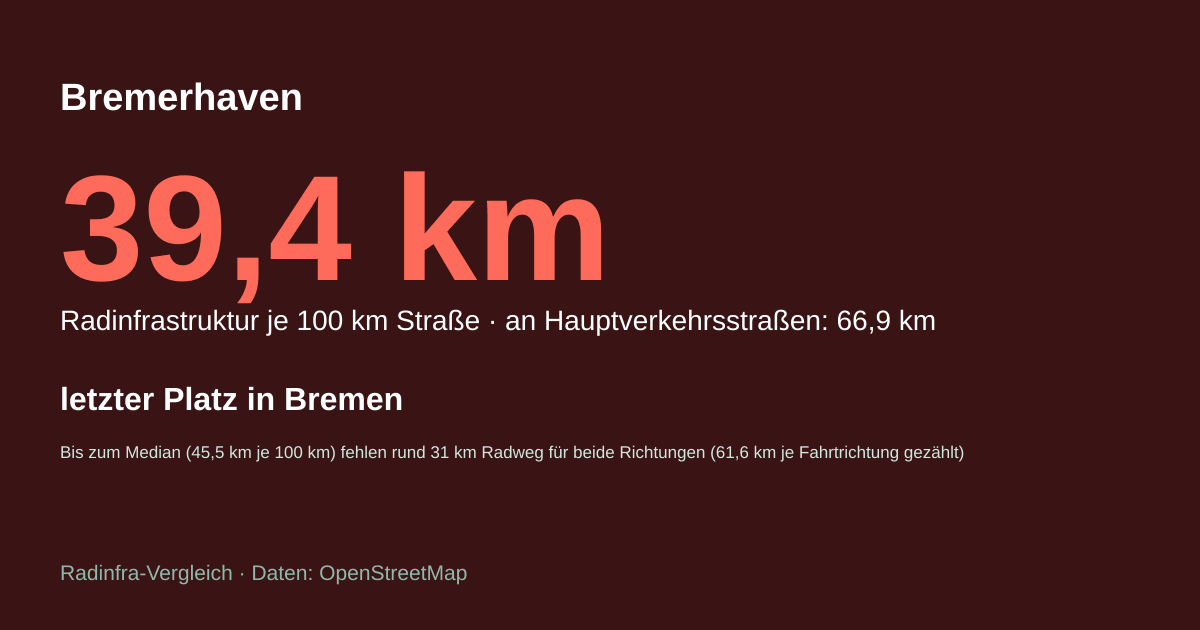 Bremerhaven
39,4 km
Radinfrastruktur je 100 km Straße · an Hauptverkehrsstraßen: 66,9 km
letzter Platz in Bremen
Bis zum Median (45,5 km je 100 km) fehlen rund 31 km Radweg für beide Richtungen (61,6 km je Fahrtrichtung gezählt)
Radinfra-Vergleich · Daten: OpenStreetMap